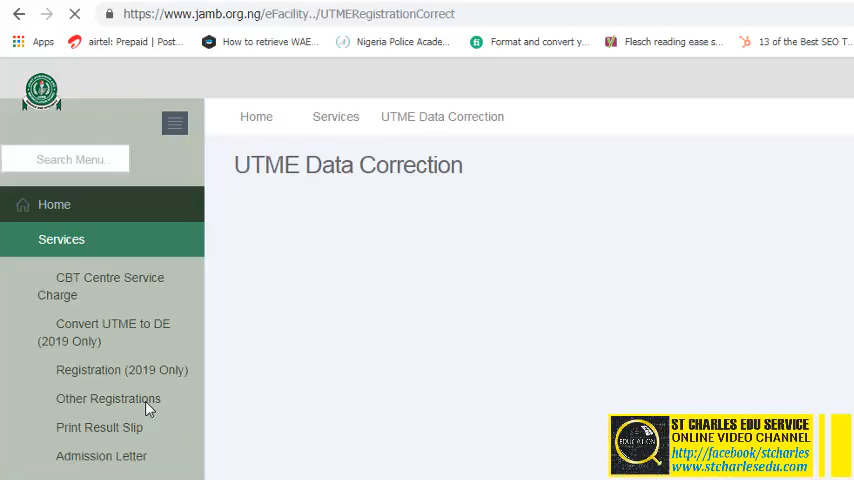 https://www.jamb.org.ng/eFacility../UTMERegistrationCorrect
Apps airtel: Prepaid | Post... How to retrieve WAE... Nigeria Police Acade... Format and convert y... Flesch reading ease s... 13 of the Best SEO T...
Home Services UTME Data Correction
Search Menu..
UTME Data Correction
Home
Services
CBT Centre Service
Charge
Convert UTME to DE
(2019 Only)
Registration (2019 Only)
Other Registrations
Print Result Slip
Admission Letter
EDUCATION
ST CHARLES EDU SERVICE
ONLINE VIDEO CHANNEL
http://facebook/stcharles
www.stcharlesedu.com